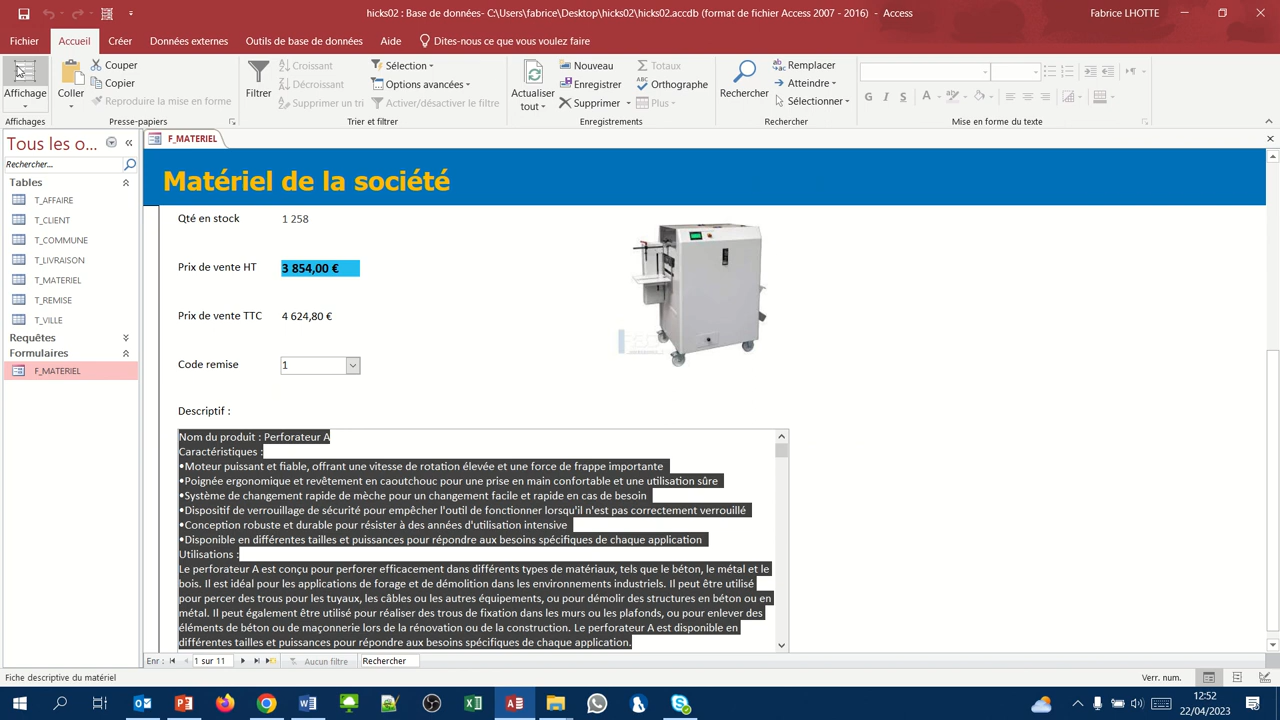 hicks02 : Base de données- C:\Users\fabrice\Desktop\hicks02\hicks02.accdb (format de fichier Access 2007 - 2016) - Access
Fabrice LHOTTE
Fichier
Accueil
Créer
Données externes
Outils de base de données
Aide
Dites-nous ce que vous voulez faire
Affichage
Coller
Couper
Copier
Reproduire la mise en forme
Filtrer
Croissant
Décroissant
Supprimer un tri
Sélection
Options avancées
Activer/désactiver le filtre
Actualiser
tout
Nouveau
Enregistrer
Supprimer
Totaux
Orthographe
Plus
Rechercher
Remplacer
Atteindre
Sélectionner
G
I
S
A
Affichages
Presse-papiers
Trier et filtrer
Enregistrements
Rechercher
Mise en forme du texte
Tous les o...
Rechercher...
Tables
T_AFFAIRE
T_CLIENT
T_COMMUNE
T_LIVRAISON
T_MATERIEL
T_REMISE
T_VILLE
Requêtes
Formulaires
F_MATERIEL
F_MATERIEL
Matériel de la société
Qté en stock 1 258
Prix de vente HT 3 854,00 €
Prix de vente TTC 4 624,80 €
Code remise 1
Descriptif :
Nom du produit : Perforateur A
Caractéristiques :
•Moteur puissant et fiable, offrant une vitesse de rotation élevée et une force de frappe importante
•Poignée ergonomique et revêtement en caoutchouc pour une prise en main confortable et une utilisation sûre
•Système de changement rapide de mèche pour un changement facile et rapide en cas de besoin
•Dispositif de verrouillage de sécurité pour empêcher l'outil de fonctionner lorsqu'il n'est pas correctement verrouillé
•Conception robuste et durable pour résister à des années d'utilisation intensive
•Disponible en différentes tailles et puissances pour répondre aux besoins spécifiques de chaque application
Utilisations :
Le perforateur A est conçu pour perforer efficacement dans différents types de matériaux, tels que le béton, le métal et le
bois. Il est idéal pour les applications de forage et de démolition dans les environnements industriels. Il peut être utilisé
pour percer des trous pour les tuyaux, les câbles ou les autres équipements, ou pour démolir des structures en béton ou en
métal. Il peut également être utilisé pour réaliser des trous de fixation dans les murs ou les plafonds, ou pour enlever des
éléments de béton ou de maçonnerie lors de la rénovation ou de la construction. Le perforateur A est disponible en
différentes tailles et puissances pour répondre aux besoins spécifiques de chaque application.
Enr : 1 sur 11 Aucun filtre Rechercher
Fiche descriptive du matériel
Verr. num.
12:52
22/04/2023